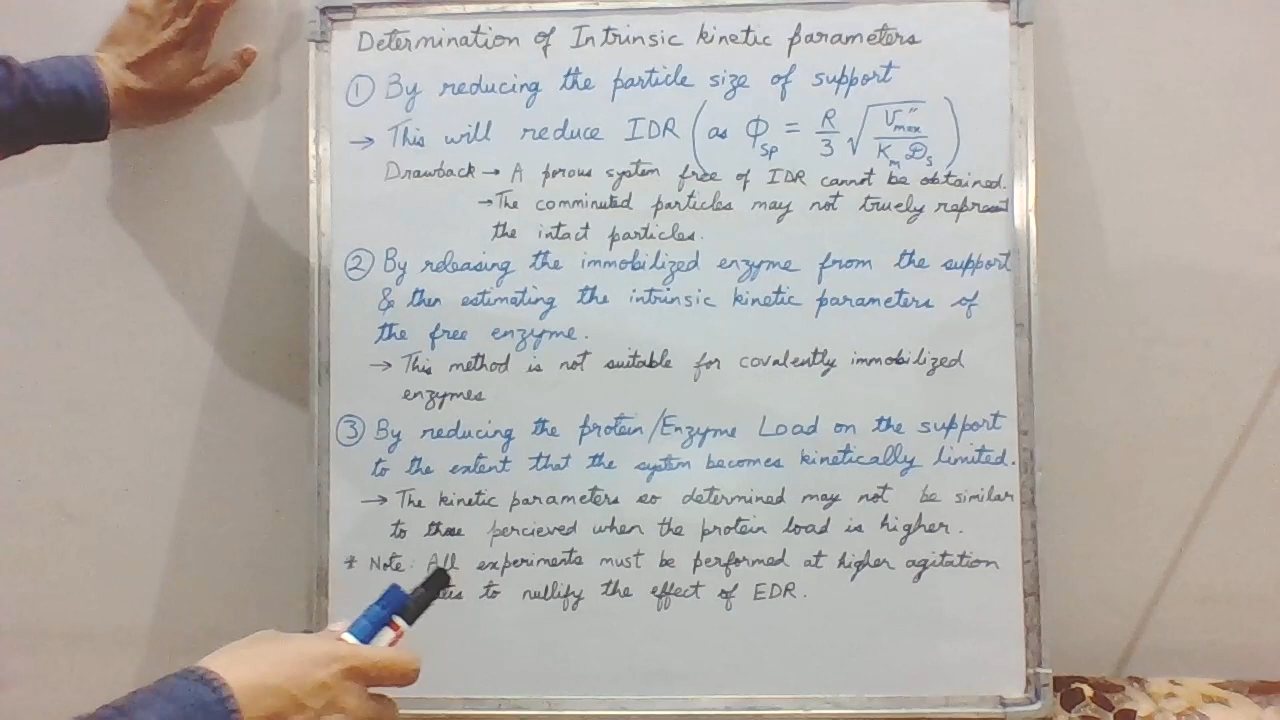 Determination of Intrinsic kinetic parameters
① By reducing the particle size of support
→ This will reduce IDR (as Φsp = R/3 √(V″max / Km Ds))
Drawback → A porous system free of IDR cannot be obtained.
→ The comminuted particles may not truely represent
the intact particles.
② By releasing the immobilized enzyme from the support
& then estimating the intrinsic kinetic parameters of
the free enzyme.
→ This method is not suitable for covalently immobilized
enzymes
③ By reducing the protein/Enzyme Load on the support
to the extent that the system becomes kinetically limited.
→ The kinetic parameters so determined may not be similar
to those percieved when the protein load is higher.
* Note: All experiments must be performed at higher agitation
to nullify the effect of EDR.